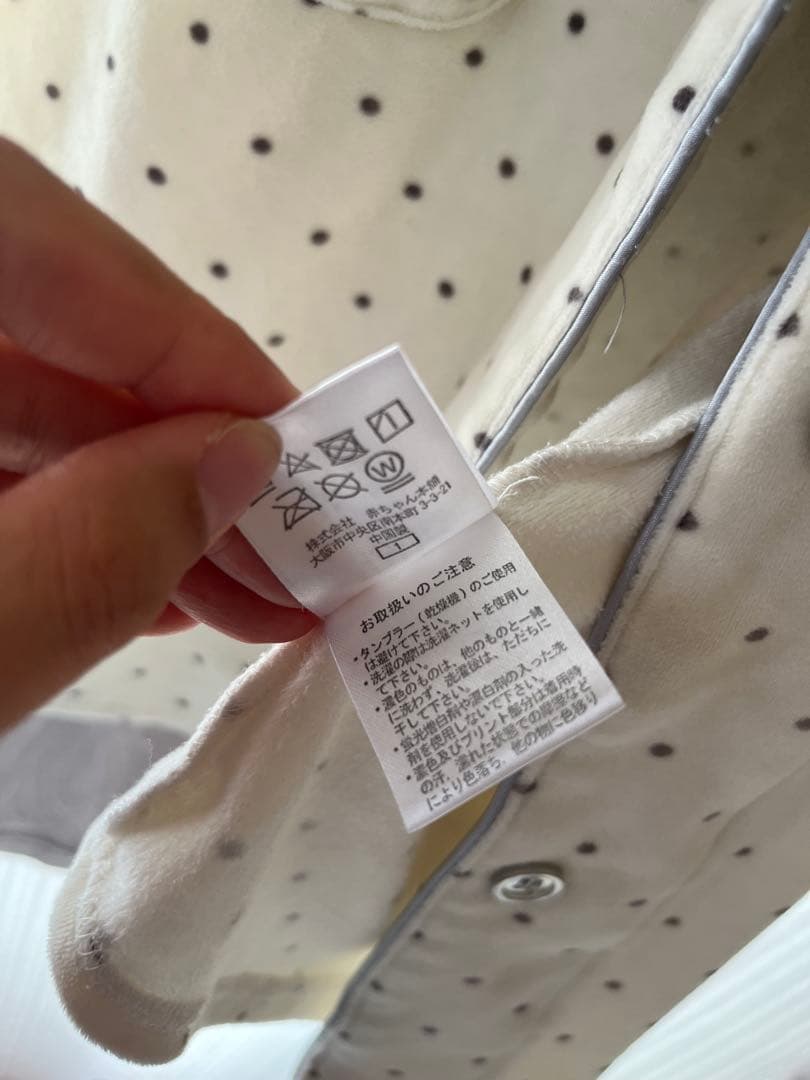 W
株式会社 赤ちゃん本舗
大阪市中央区南本町 3-3-21
中国製
1
お取扱いのご注意
・タンブラー(乾燥機)のご使用
は避けて下さい。
・洗濯の際は洗濯ネットを使用し
て下さい。
・濃色のものは、他のものと一緒
に洗わず、洗濯後は、ただちに
干して下さい。
・蛍光増白剤や漂白剤の入った洗
剤を使用しないで下さい。
・濃色及びプリント部分は着用時
の汗、濡れた状態での摩擦など
により色落ち、他の物に色移り